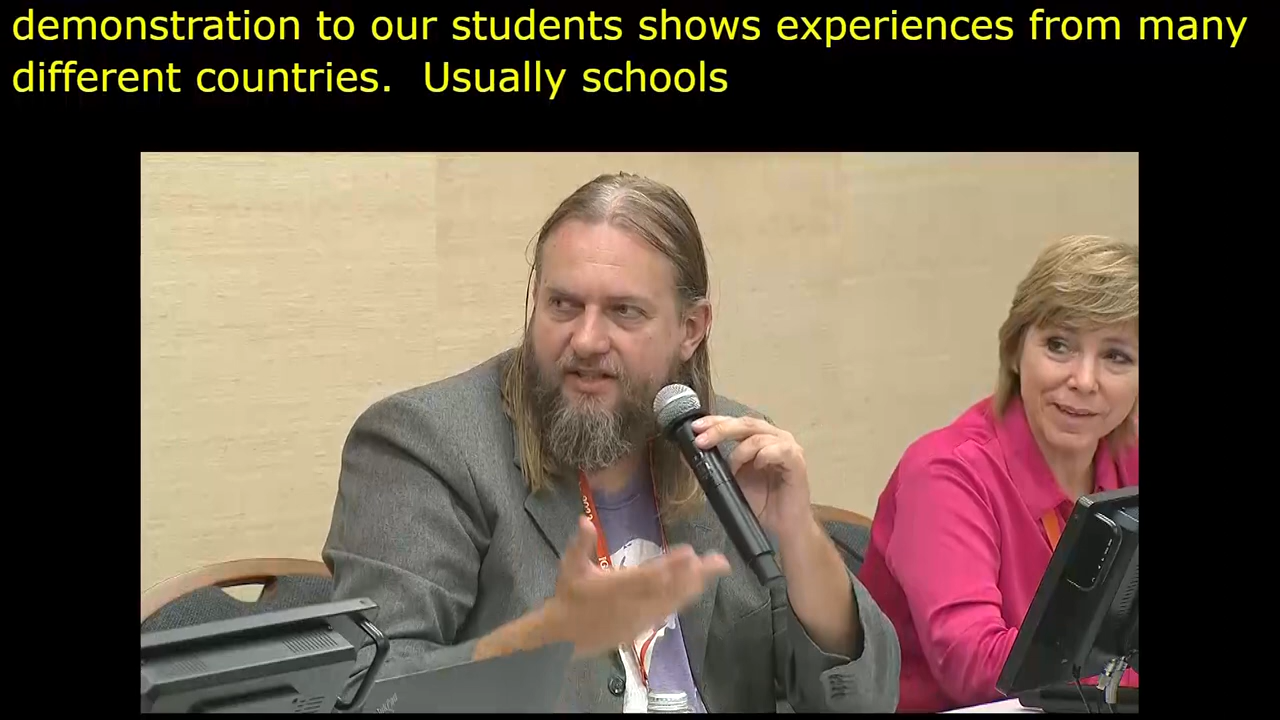 demonstration to our students shows experiences from many
different countries.  Usually schools